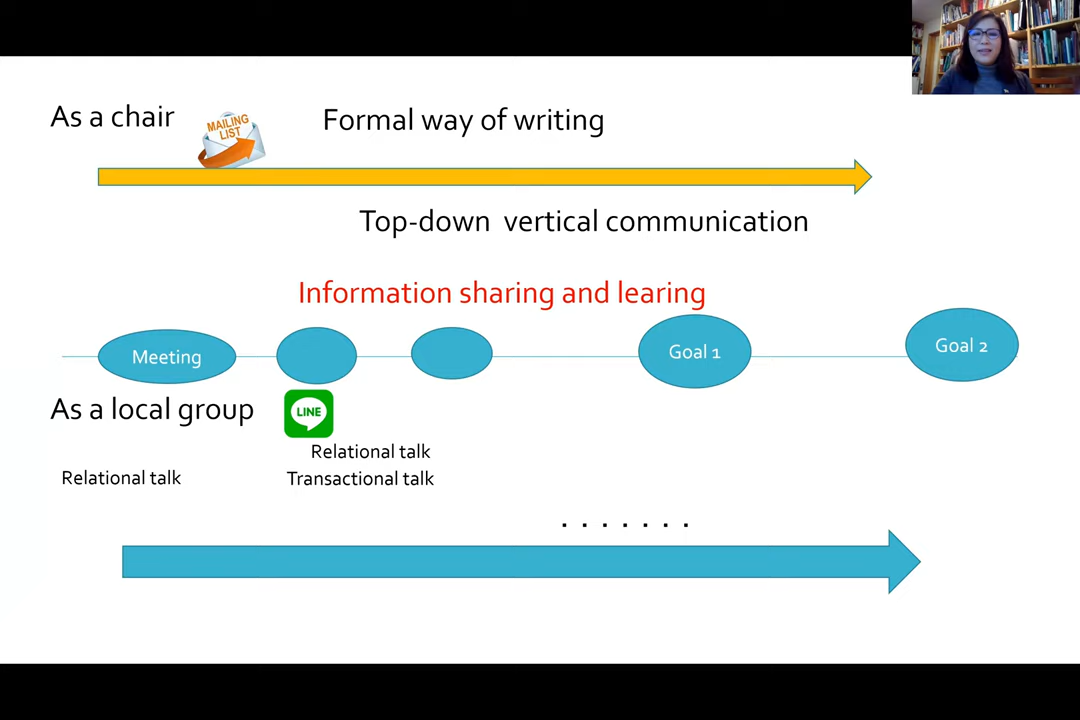 As a chair
MAILING
LIST
Formal way of writing
Top-down vertical communication
Information sharing and learing
Meeting
Goal 1
Goal 2
As a local group
LINE
Relational talk
Relational talk
Transactional talk
. . . . . . .